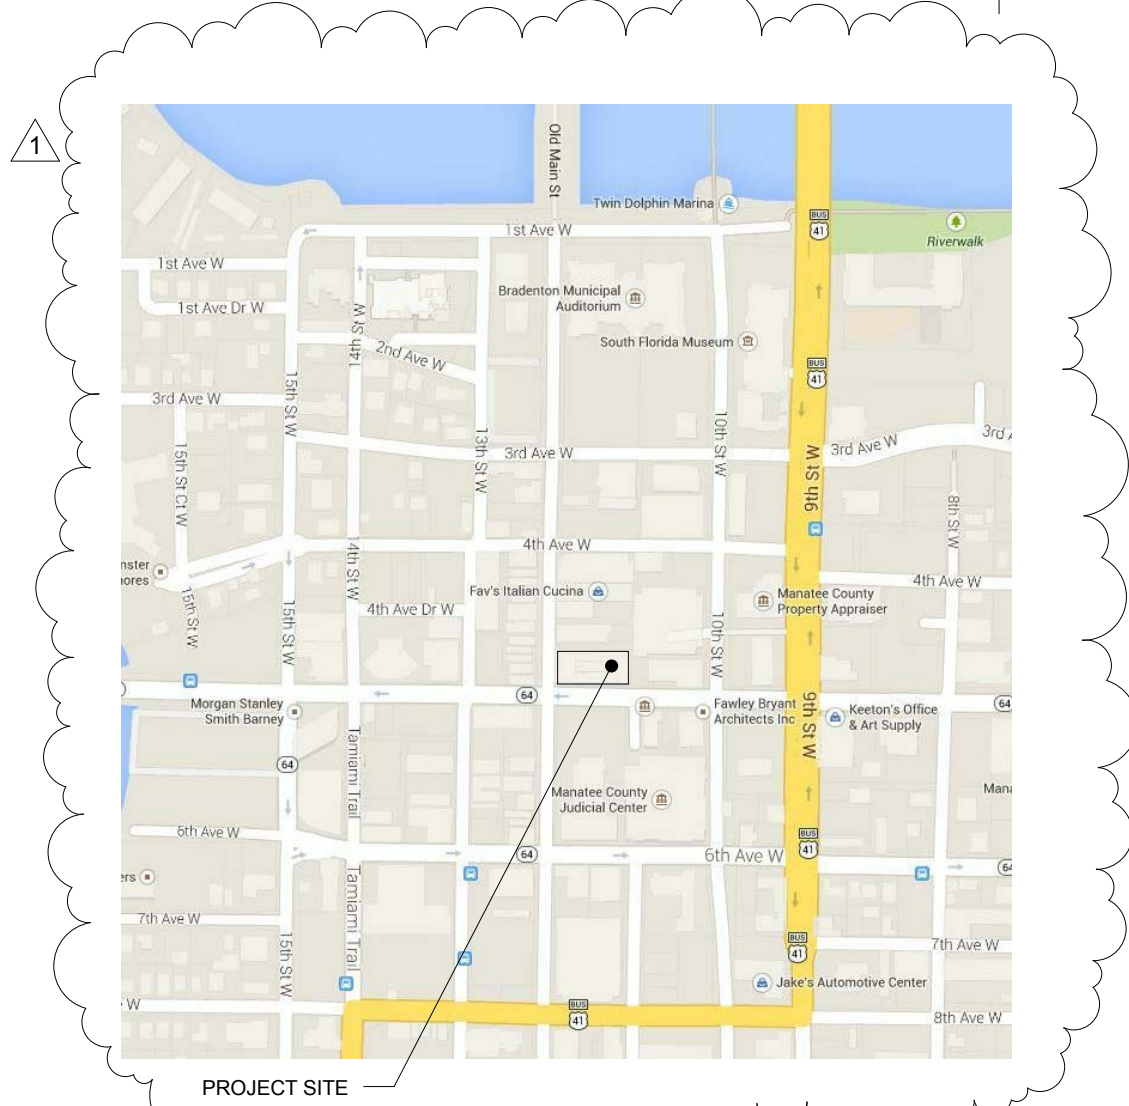 1
Old Main St
Twin Dolphin Marina
BUS
41
1st Ave W
Riverwalk
1st Ave W
1st Ave Dr W
Bradenton Municipal
Auditorium
14th St W
South Florida Museum
2nd Ave W
BUS
41
15th St W
3rd Ave W
10th St W
13th St W
15th St Ct W
3rd Ave W
3rd Ave W
3rd A
9th St W
8th St W
4th Ave W
14th St W
nster
ores
4th Ave W
Fav's Italian Cucina
Manatee County
Property Appraiser
15th St W
15th St W
4th Ave Dr W
10th St W
64
64
Morgan Stanley
Smith Barney
Fawley Bryant
Architects Inc
9th St W
Keeton's Office
& Art Supply
64
Tamiami Trail
Manatee County
Judicial Center
Mana
6th Ave W
BUS
41
64
6th Ave W
64
ers
Tamiami Trail
7th Ave W
15th St W
BUS
41
7th Ave W
Jake's Automotive Center
W
BUS
41
8th Ave W
PROJECT SITE